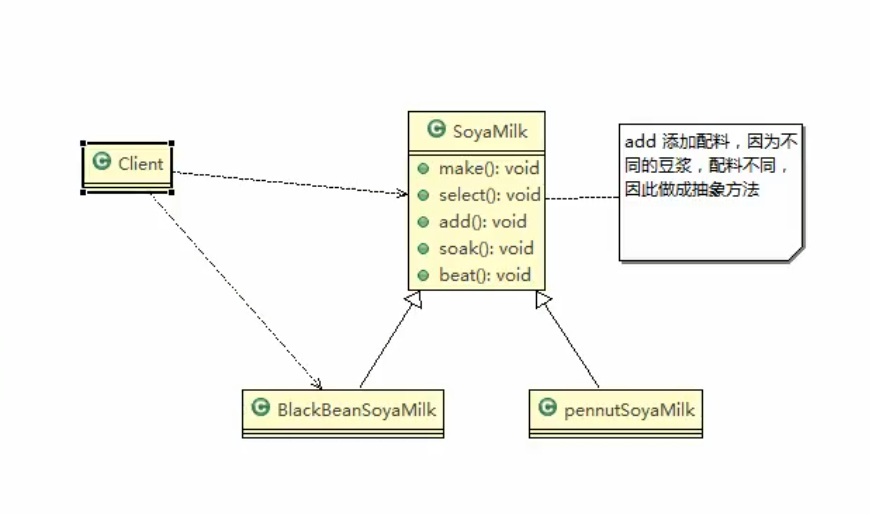 Client
SoyaMilk
make(): void
select(): void
add(): void
soak(): void
beat(): void
add 添加配料，因为不
同的豆浆，配料不同，
因此做成抽象方法
BlackBeanSoyaMilk
pennutSoyaMilk